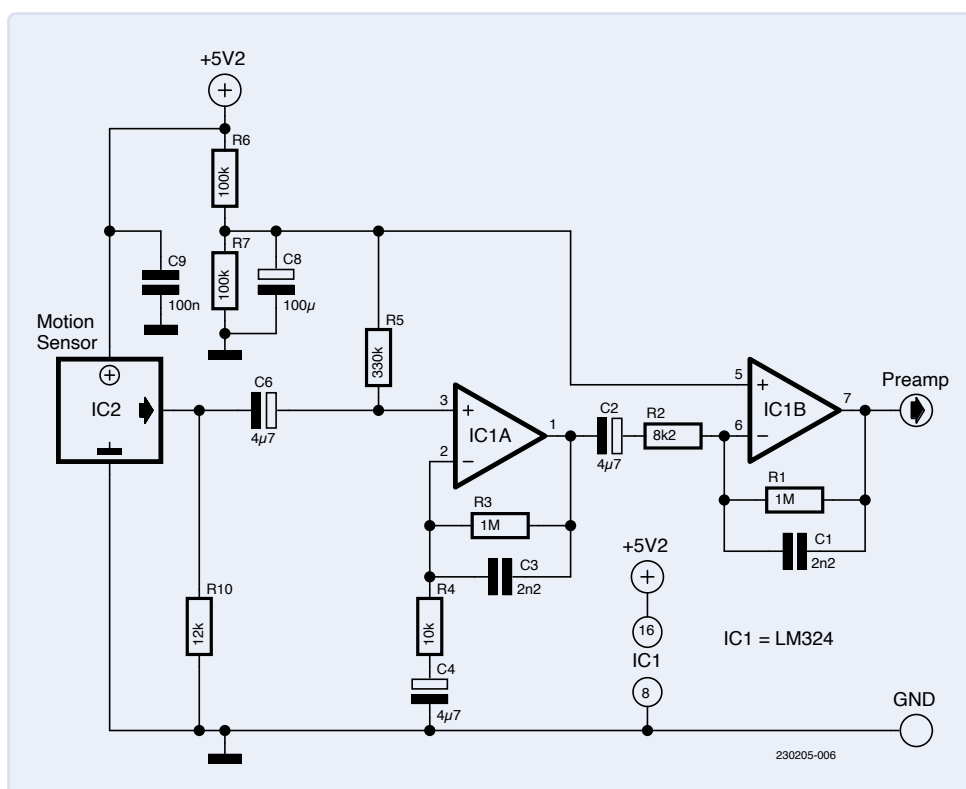 +5V2
R6
100k
R7
100k
C8
100µ
C9
100n
Motion
Sensor
IC2
R5
330k
C6
4µ7
3
2
1
IC1A
C2
4µ7
R2
8k2
5
6
7
IC1B
Preamp
R3
1M
R1
1M
C3
2n2
C1
2n2
R4
10k
R10
12k
C4
4µ7
+5V2
16
IC1
8
IC1 = LM324
GND
230205-006